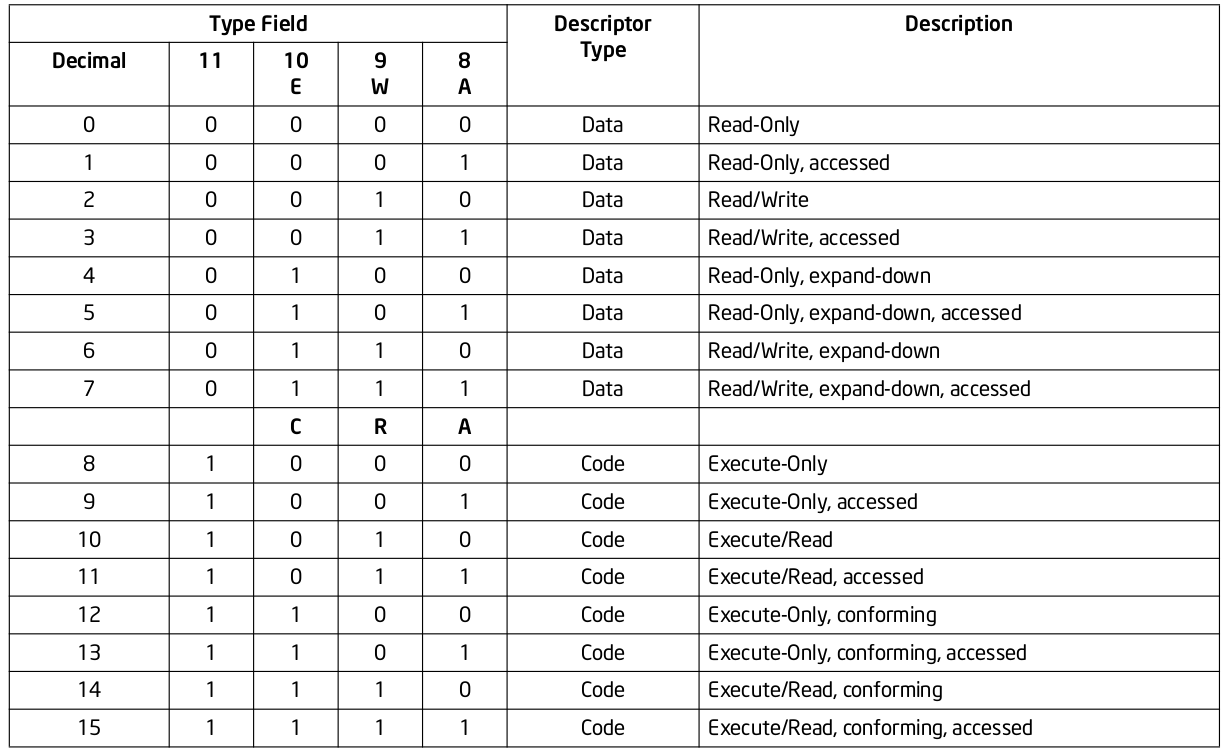 Type Field Descriptor Type Description
Decimal 11 10 E 9 W 8 A
0 0 0 0 0 Data Read-Only
1 0 0 0 1 Data Read-Only, accessed
2 0 0 1 0 Data Read/Write
3 0 0 1 1 Data Read/Write, accessed
4 0 1 0 0 Data Read-Only, expand-down
5 0 1 0 1 Data Read-Only, expand-down, accessed
6 0 1 1 0 Data Read/Write, expand-down
7 0 1 1 1 Data Read/Write, expand-down, accessed
C R A
8 1 0 0 0 Code Execute-Only
9 1 0 0 1 Code Execute-Only, accessed
10 1 0 1 0 Code Execute/Read
11 1 0 1 1 Code Execute/Read, accessed
12 1 1 0 0 Code Execute-Only, conforming
13 1 1 0 1 Code Execute-Only, conforming, accessed
14 1 1 1 0 Code Execute/Read, conforming
15 1 1 1 1 Code Execute/Read, conforming, accessed